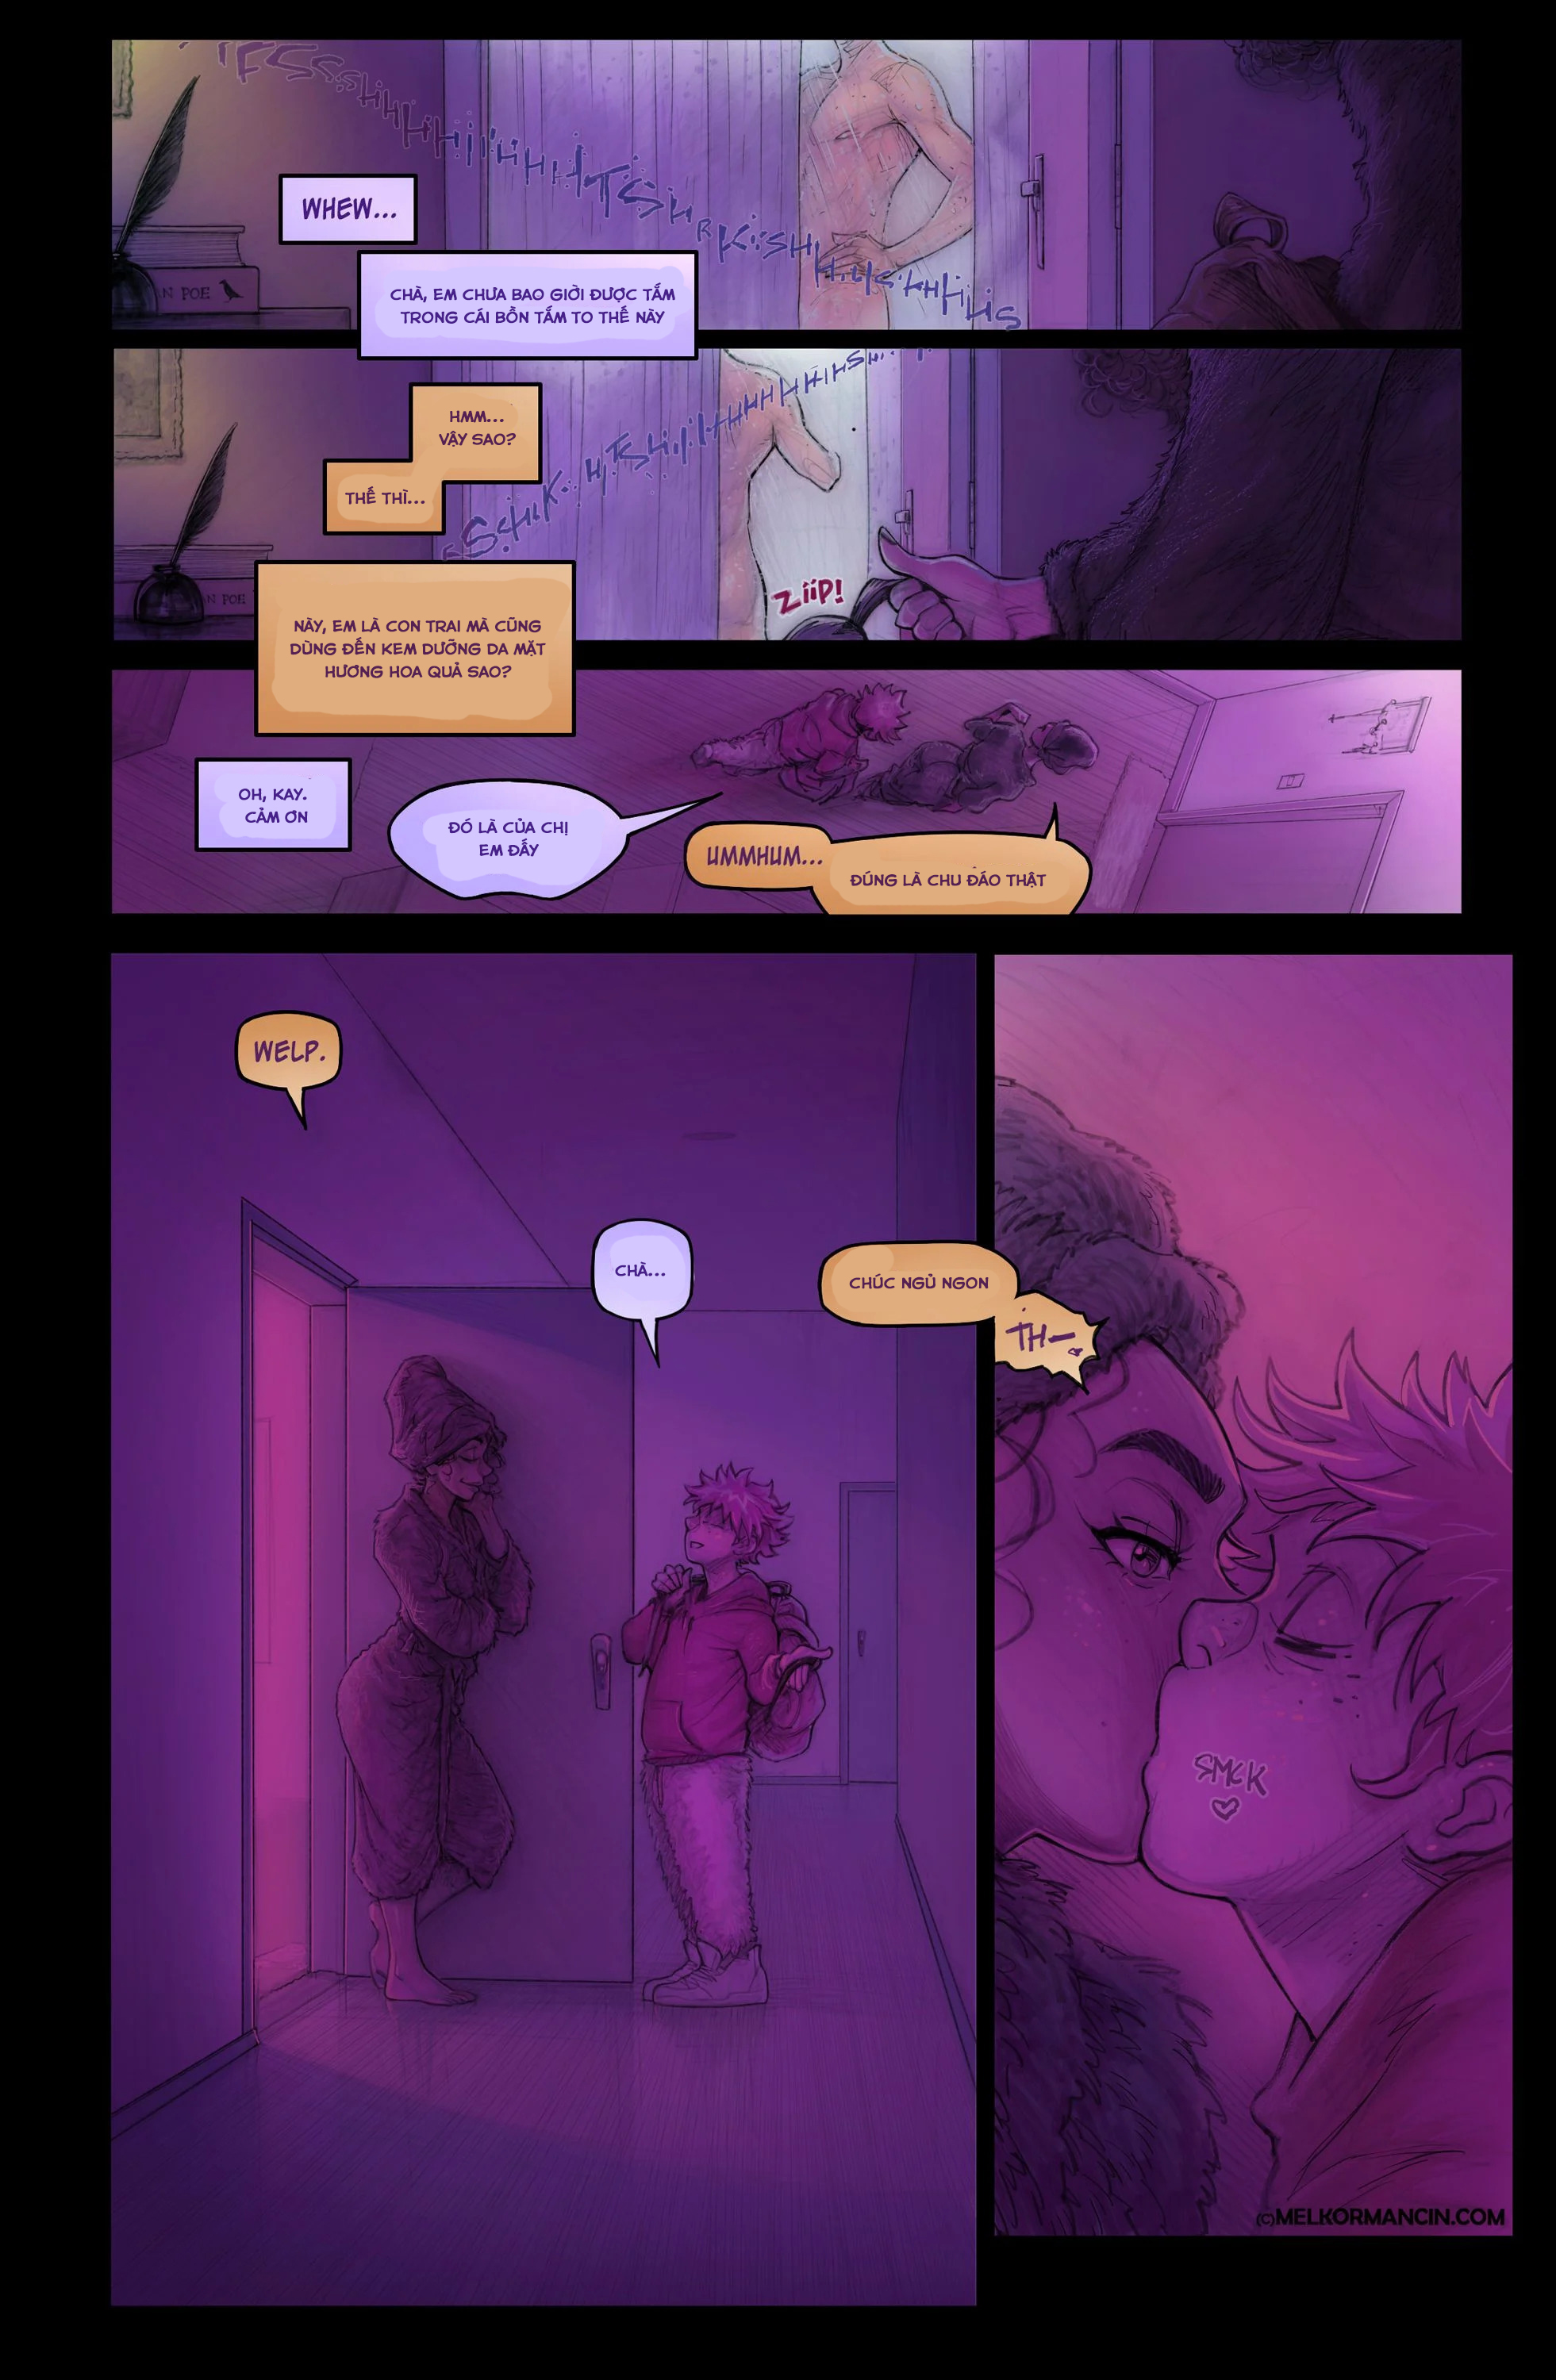 WHEW...
CHÀ, EM CHƯA BAO GIỜ ĐƯỢC TẮM
TRONG CÁI BỒN TẮM TO THẾ NÀY
N POE
HMM...
VẬY SAO?
THẾ THÌ...
ZIIP!
N POE
NÀY, EM LÀ CON TRAI MÀ CŨNG
DÙNG ĐẾN KEM DƯỠNG DA MẶT
HƯƠNG HOA QUẢ SAO?
OH, KAY.
CẢM ƠN
ĐÓ LÀ CỦA CHỊ
EM ĐẤY
UMMHUM...
ĐÚNG LÀ CHU ĐÁO THẬT
WELP.
CHÀ...
CHÚC NGỦ NGON
TH—
SMCK
(C)MELKORMANCIN.COM